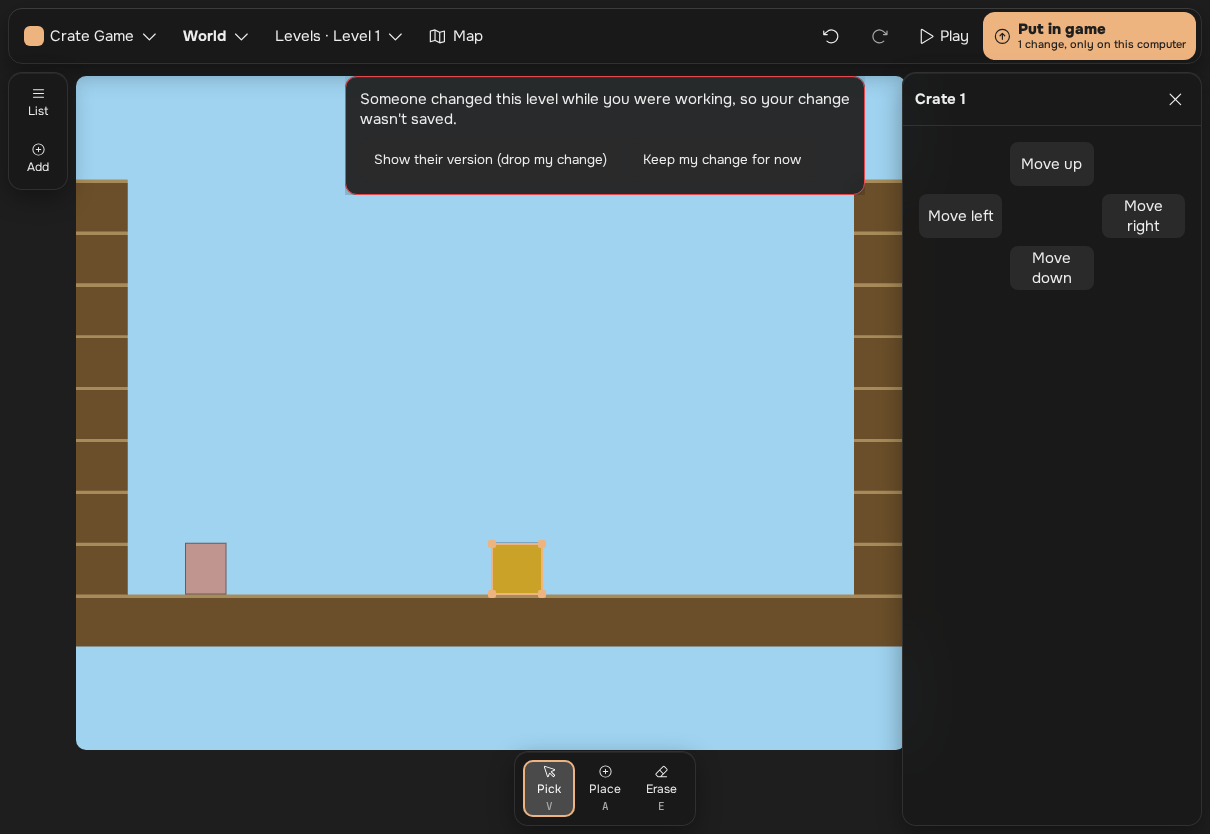 Crate Game
World
Levels · Level 1
Map
Play
Put in game
1 change, only on this computer
List
Add
Someone changed this level while you were working, so your change
wasn't saved.
Show their version (drop my change)
Keep my change for now
Crate 1
Move up
Move left
Move
right
Move
down
Pick
V
Place
A
Erase
E